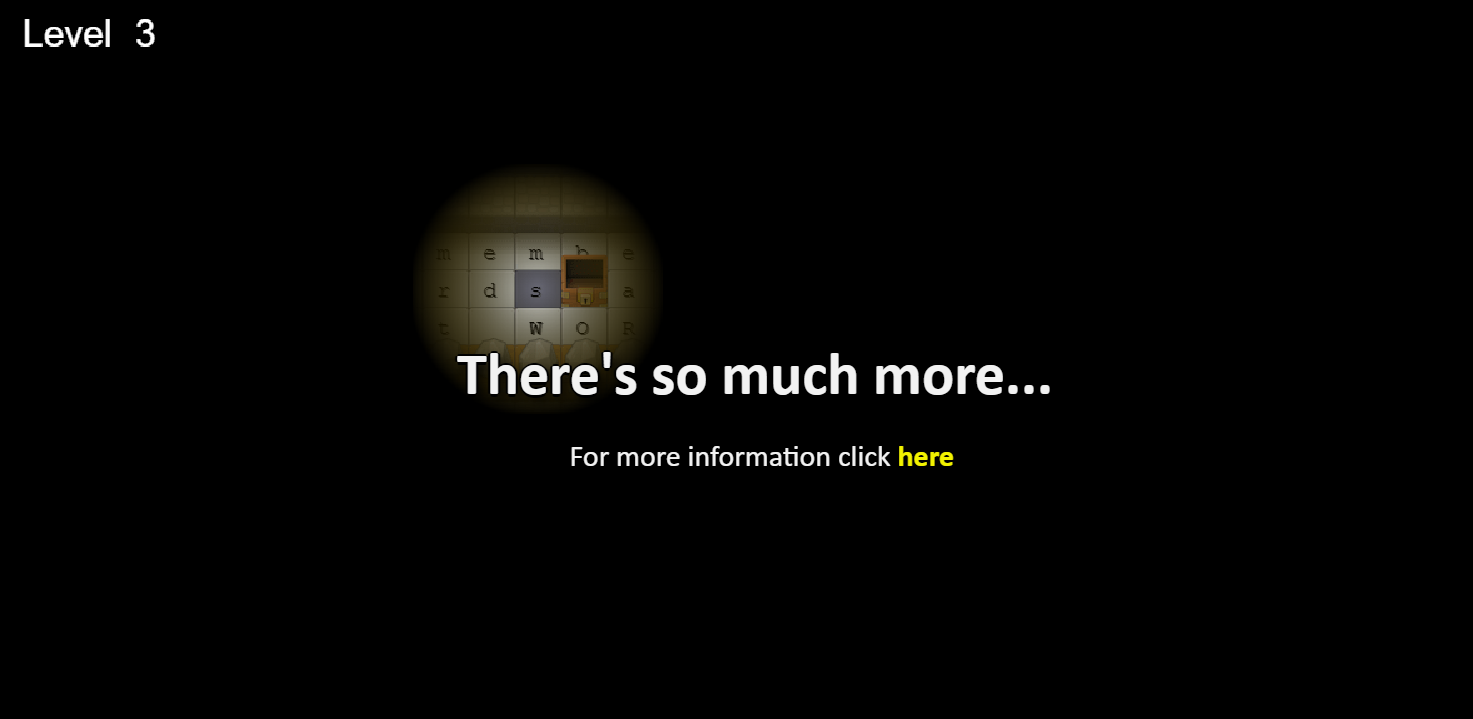 Level 3
m e m b e
r d s a
t W O R
There's so much more...
For more information click here